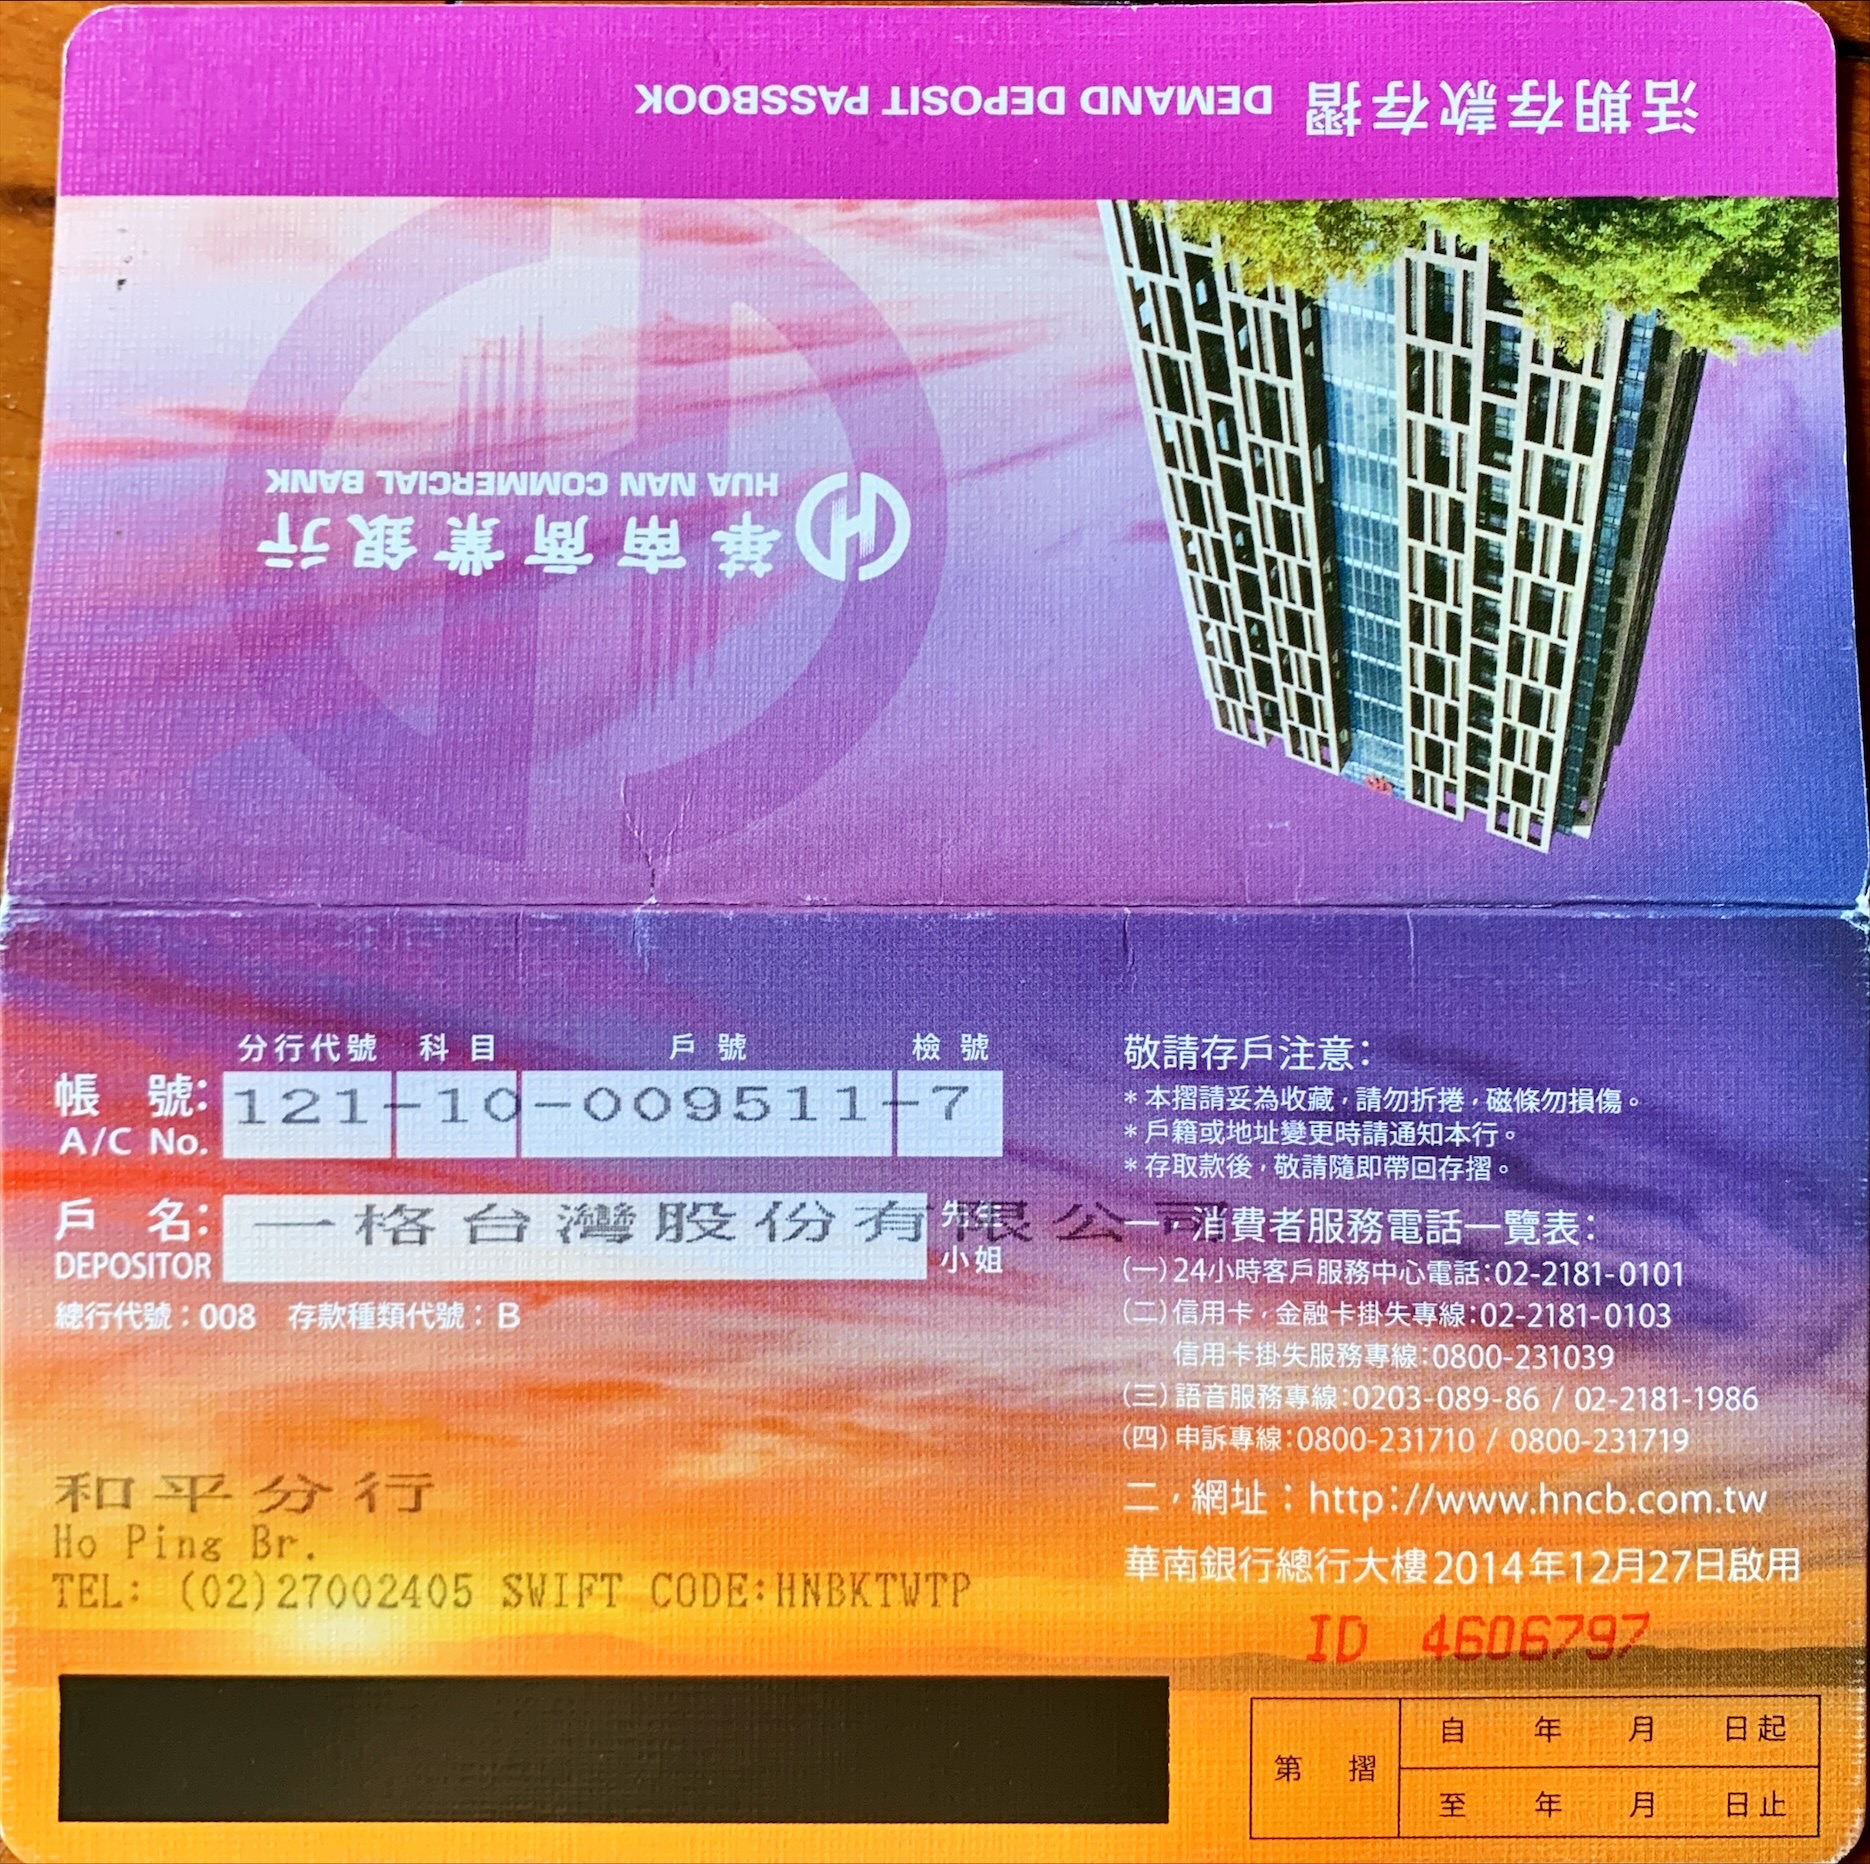 活期存款存摺 DEMAND DEPOSIT PASSBOOK
華南商業銀行
HUA NAN COMMERCIAL BANK
分行代號 科目 戶號 檢號
帳號: 121-10-009511-7
A/C No.
戶名: 一格台灣股份有限公司
DEPOSITOR
先生
小姐
總行代號：008 存款種類代號：B
和平分行
Ho Ping Br.
TEL: (02)27002405 SWIFT CODE:HNBKTWTP
敬請存戶注意：
*本摺請妥為收藏，請勿折捲，磁條勿損傷。
*戶籍或地址變更時請通知本行。
*存取款後，敬請隨即帶回存摺。
一，消費者服務電話一覽表：
(一)24小時客戶服務中心電話:02-2181-0101
(二)信用卡，金融卡掛失專線:02-2181-0103
信用卡掛失服務專線:0800-231039
(三)語音服務專線:0203-089-86 / 02-2181-1986
(四)申訴專線:0800-231710 / 0800-231719
二，網址：http://www.hncb.com.tw
華南銀行總行大樓2014年12月27日啟用
ID 4606797
第 摺
自 年 月 日起
至 年 月 日止